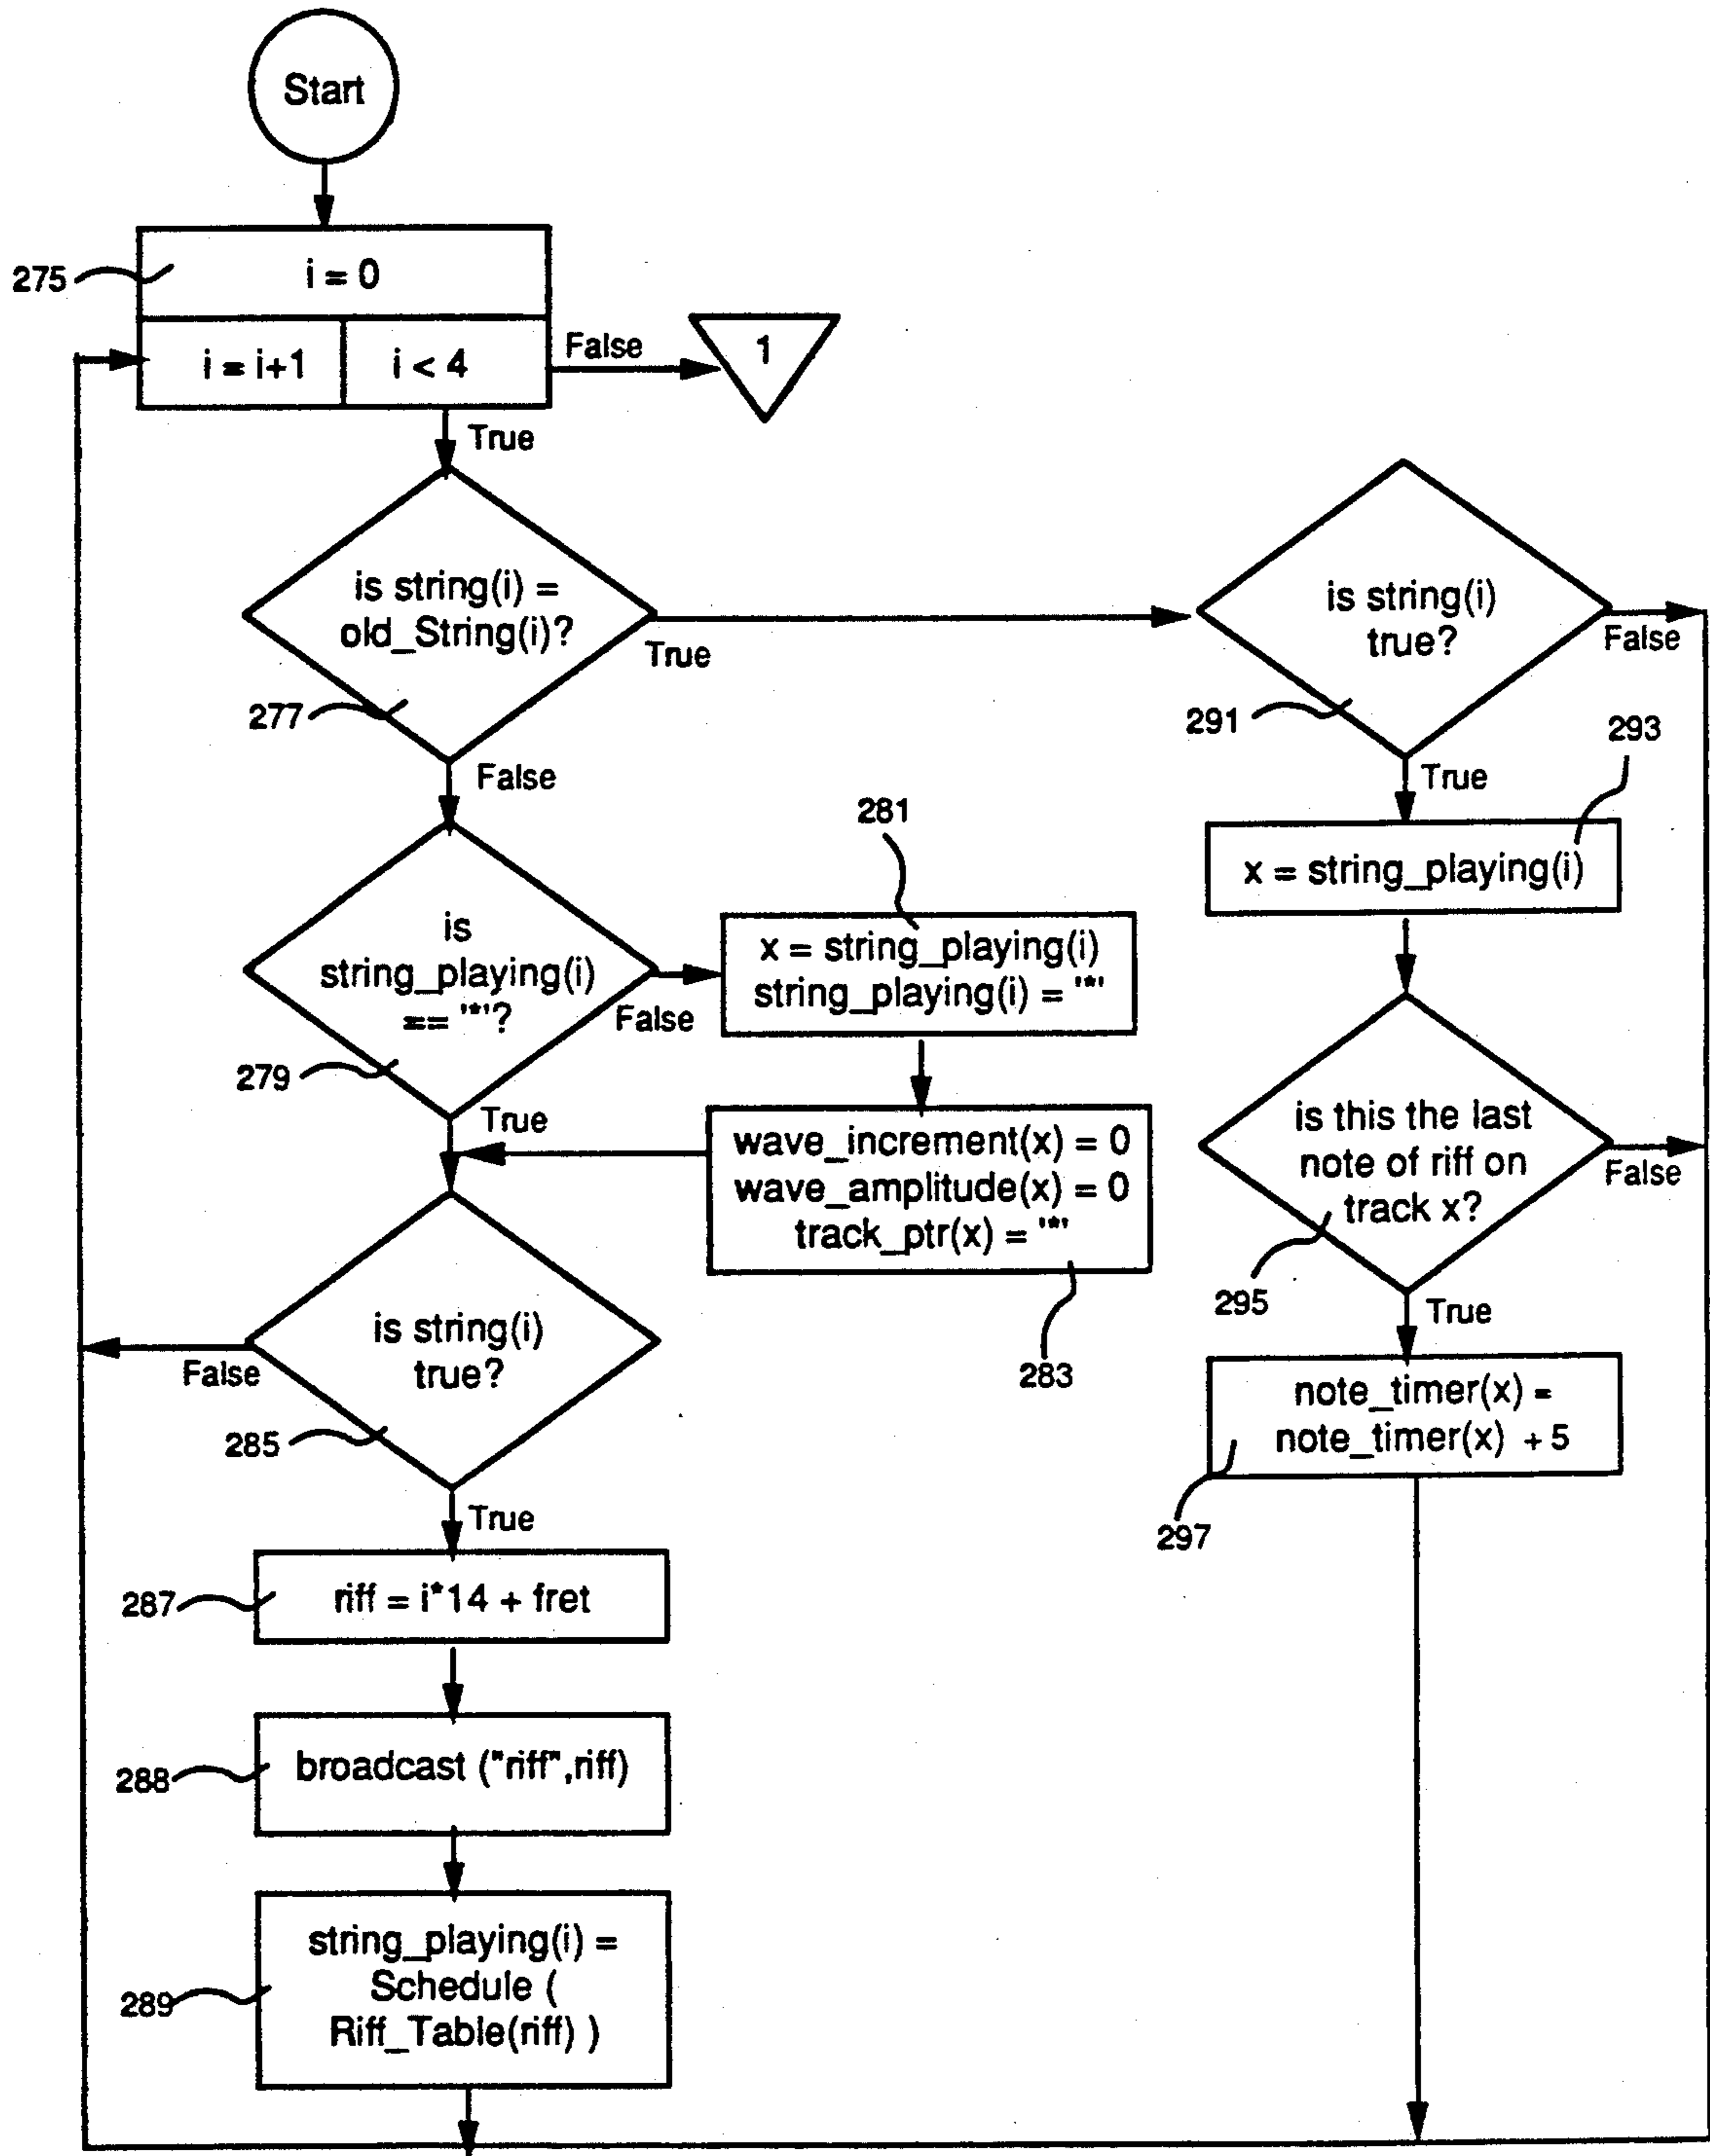 Start
275
i = 0
i = i+1
i < 4
False
1
True
is string(i) =
old_String(i)?
True
277
False
is string(i)
true?
False
291
True
293
x = string_playing(i)
is
string_playing(i)
== '*'?
False
279
True
281
x = string_playing(i)
string_playing(i) = '*'
wave_increment(x) = 0
wave_amplitude(x) = 0
track_ptr(x) = '*'
283
is this the last
note of riff on
track x?
False
295
True
is string(i)
true?
False
285
True
note_timer(x) =
note_timer(x) + 5
297
287
riff = i*14 + fret
288
broadcast ("riff",riff)
289
string_playing(i) =
Schedule (
Riff_Table(riff) )